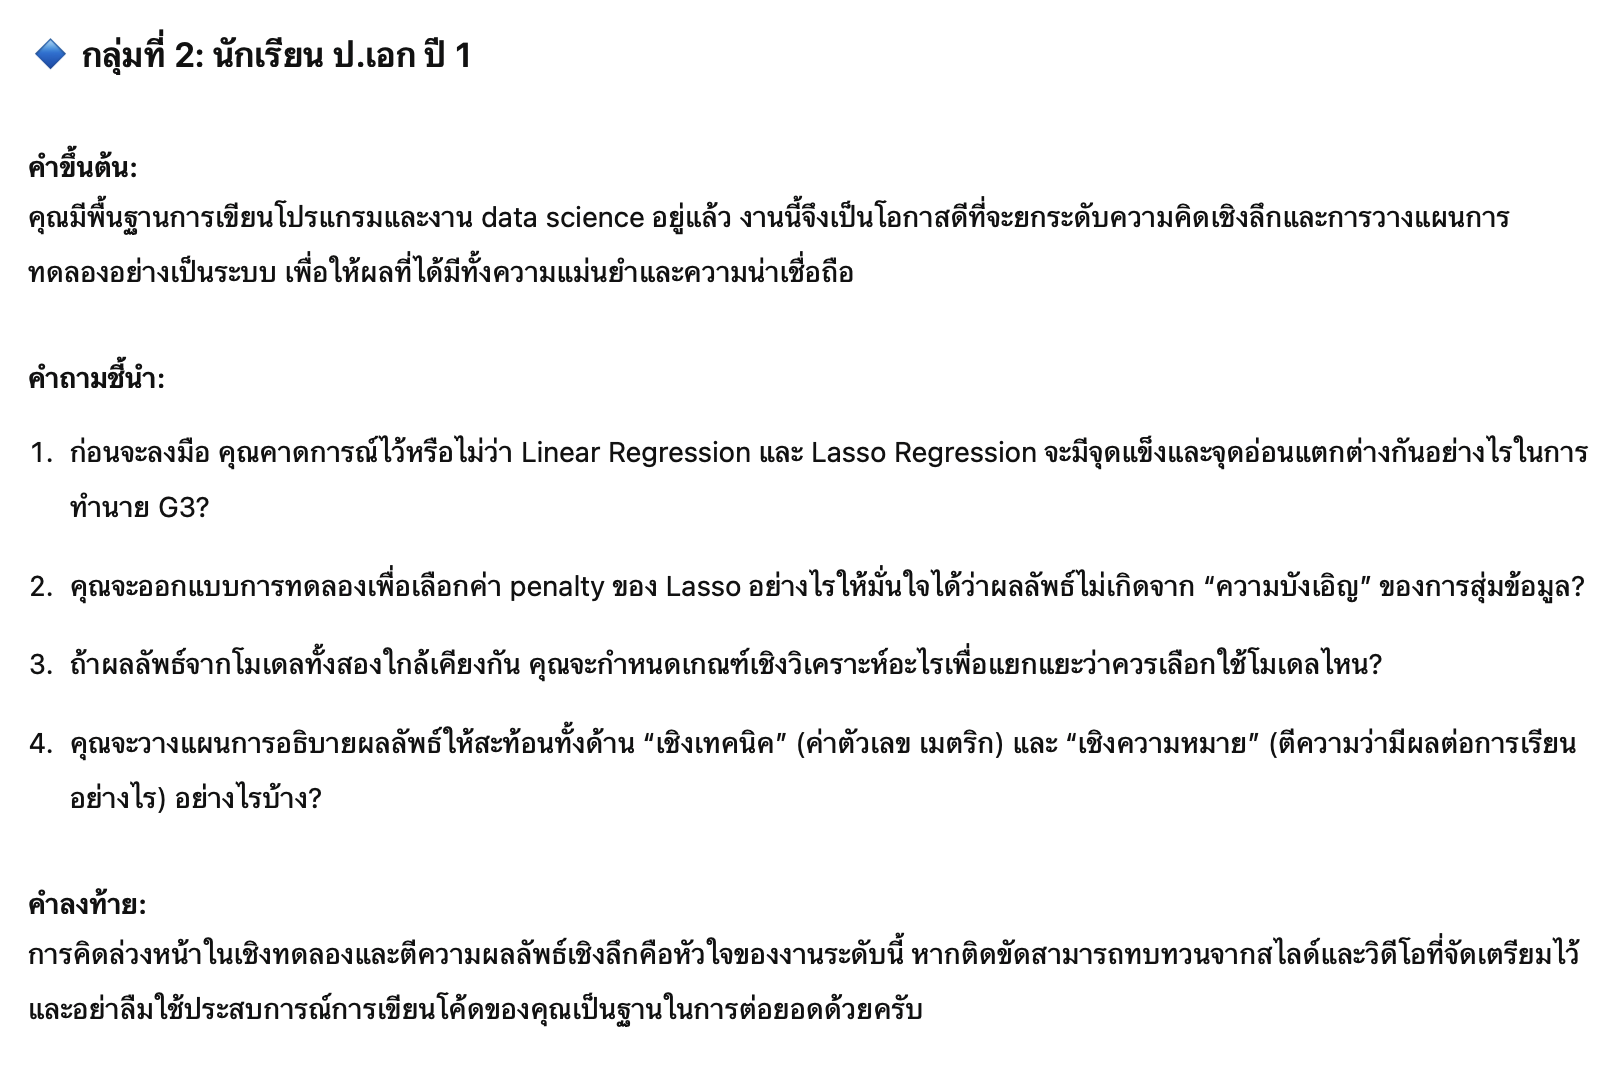 🔷 กลุ่มที่ 2: นักเรียน ป.เอก ปี 1
คำขึ้นต้น:
คุณมีพื้นฐานการเขียนโปรแกรมและงาน data science อยู่แล้ว งานนี้จึงเป็นโอกาสดีที่จะยกระดับความคิดเชิงลึกและการวางแผนการ
ทดลองอย่างเป็นระบบ เพื่อให้ผลที่ได้มีทั้งความแม่นยำและความน่าเชื่อถือ
คำถามชี้นำ:
1. ก่อนจะลงมือ คุณคาดการณ์ไว้หรือไม่ว่า Linear Regression และ Lasso Regression จะมีจุดแข็งและจุดอ่อนแตกต่างกันอย่างไรในการ
ทำนาย G3?
2. คุณจะออกแบบการทดลองเพื่อเลือกค่า penalty ของ Lasso อย่างไรให้มั่นใจได้ว่าผลลัพธ์ไม่เกิดจาก “ความบังเอิญ” ของการสุ่มข้อมูล?
3. ถ้าผลลัพธ์จากโมเดลทั้งสองใกล้เคียงกัน คุณจะกำหนดเกณฑ์เชิงวิเคราะห์อะไรเพื่อแยกแยะว่าควรเลือกใช้โมเดลไหน?
4. คุณจะวางแผนการอธิบายผลลัพธ์ให้สะท้อนทั้งด้าน “เชิงเทคนิค” (ค่าตัวเลข เมตริก) และ “เชิงความหมาย” (ตีความว่ามีผลต่อการเรียน
อย่างไร) อย่างไรบ้าง?
คำลงท้าย:
การคิดล่วงหน้าในเชิงทดลองและตีความผลลัพธ์เชิงลึกคือหัวใจของงานระดับนี้ หากติดขัดสามารถทบทวนจากสไลด์และวิดีโอที่จัดเตรียมไว้
และอย่าลืมใช้ประสบการณ์การเขียนโค้ดของคุณเป็นฐานในการต่อยอดด้วยครับ